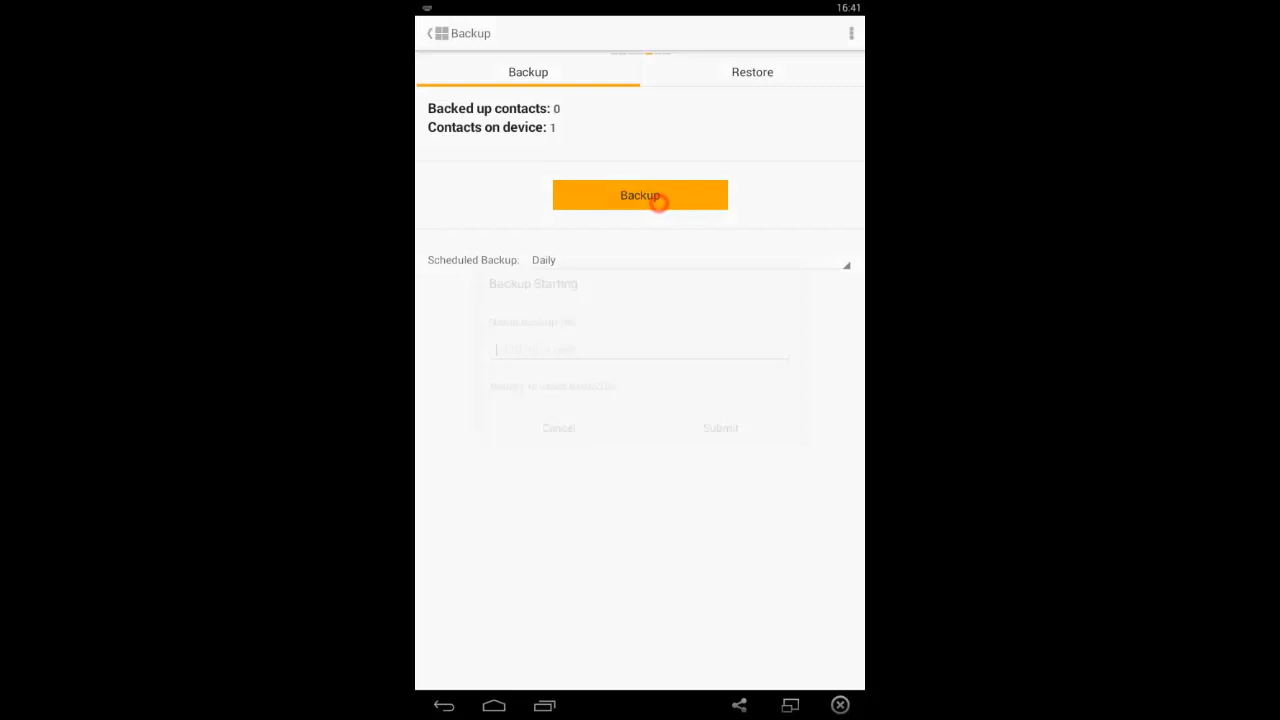 16:41
Backup
Backup Restore
Backed up contacts: 0
Contacts on device: 1
Backup
Scheduled Backup: Daily
Backup Starting
Cancel Submit